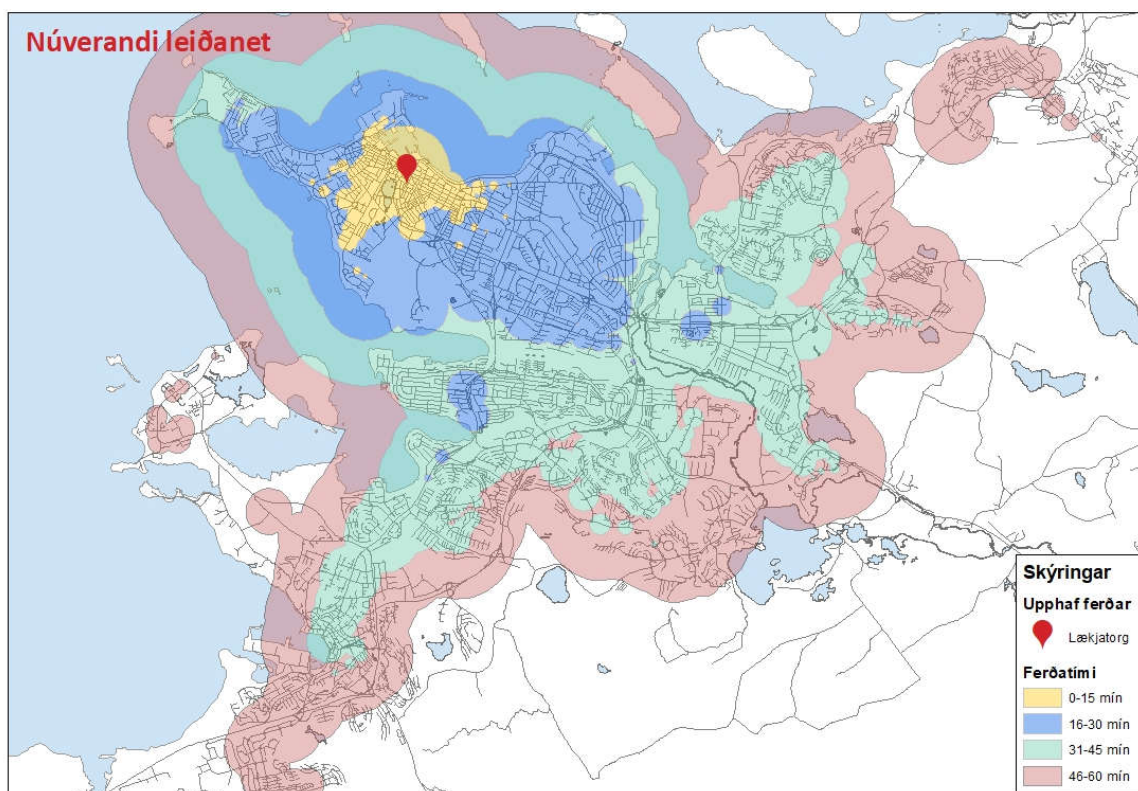 Núverandi leiðanet
Skýringar
Upphaf ferðar
Lækjatorg
Ferðatími
0-15 mín
16-30 mín
31-45 mín
46-60 mín